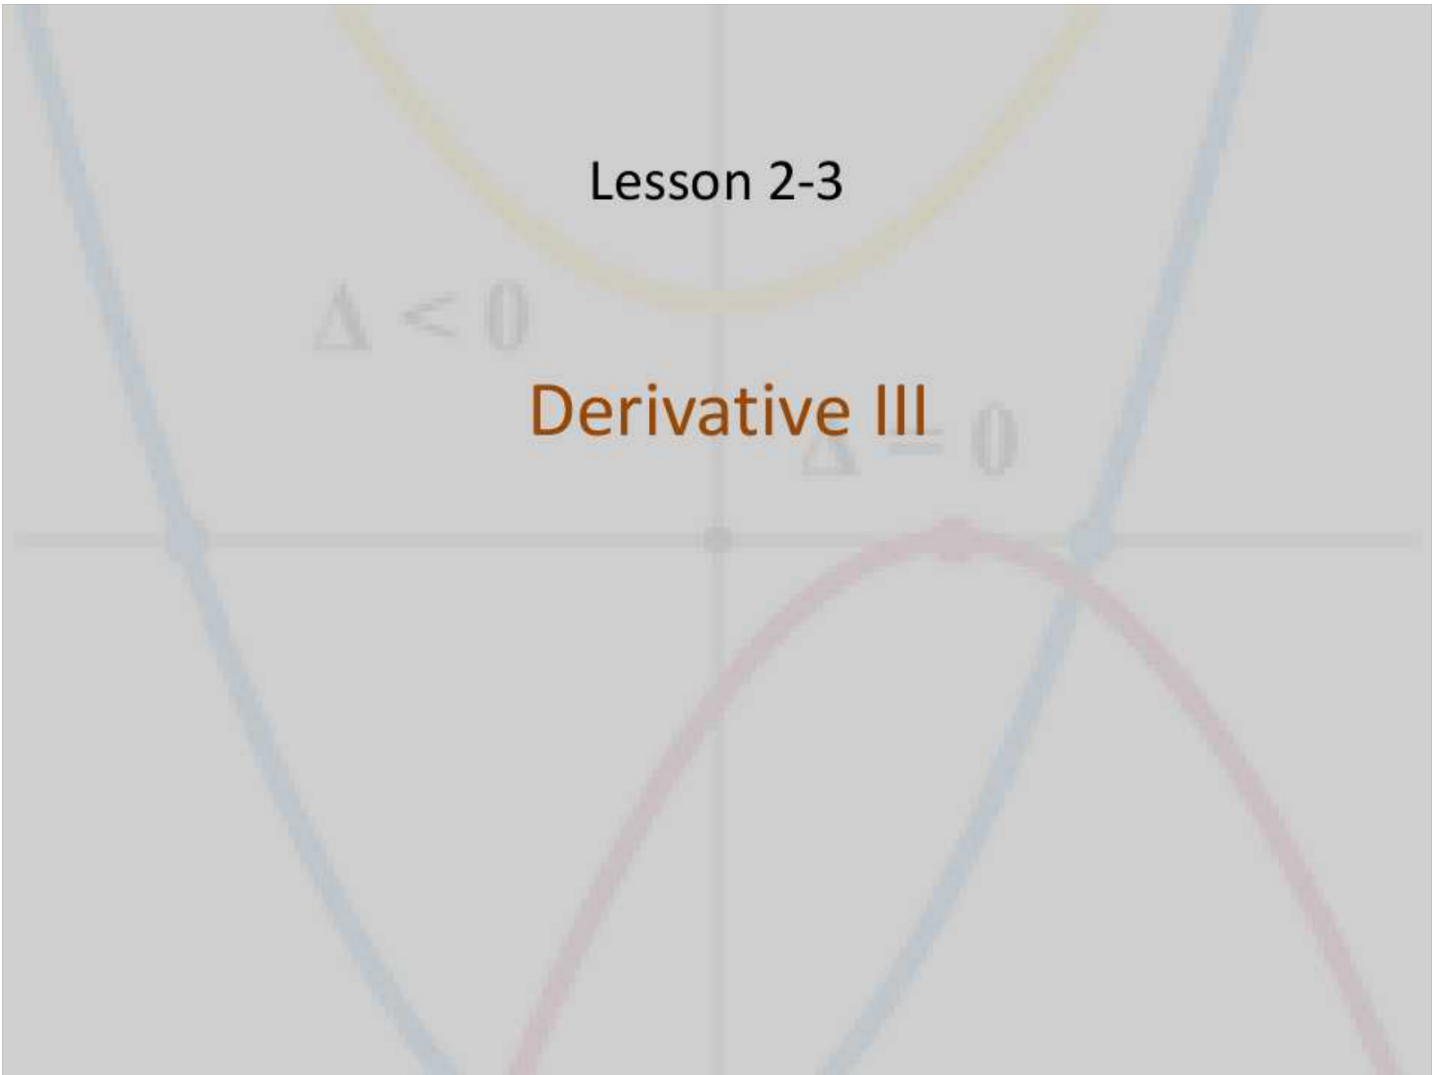 Lesson 2-3
Δ < 0
Derivative III
Δ = 0